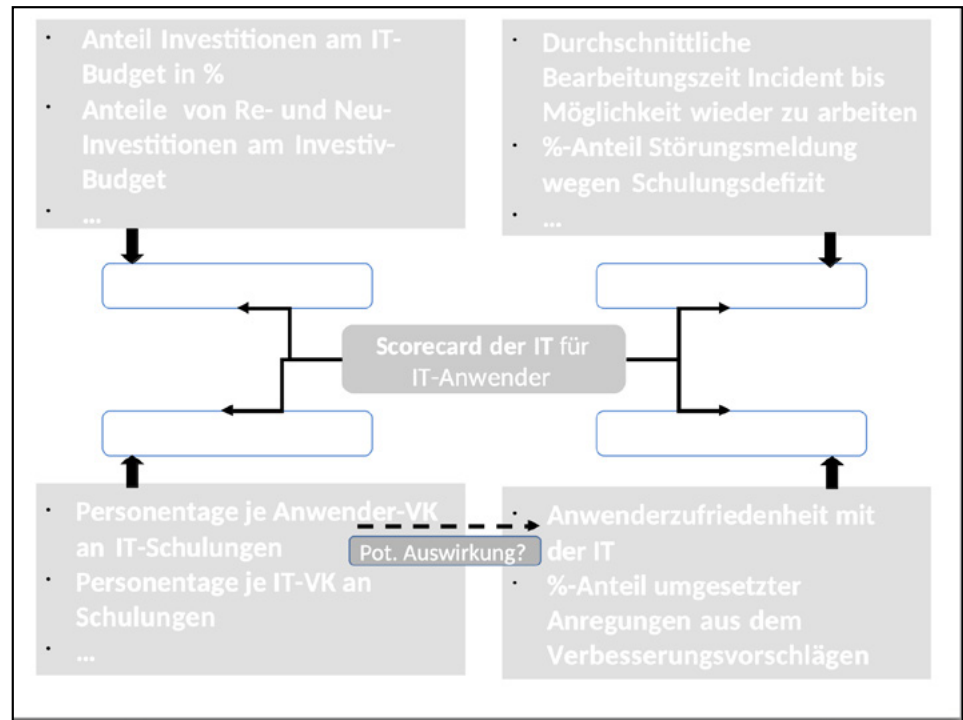 · Anteil Investitionen am IT-
Budget in %
· Anteile von Re- und Neu-
Investitionen am Investiv-
Budget
· ...
· Durchschnittliche
Bearbeitungszeit Incident bis
Möglichkeit wieder zu arbeiten
· %-Anteil Störungsmeldung
wegen Schulungsdefizit
· ...
Scorecard der IT für
IT-Anwender
· Personentage je Anwender-VK
an IT-Schulungen
· Personentage je IT-VK an
Schulungen
· ...
Pot. Auswirkung?
· Anwenderzufriedenheit mit
der IT
· %-Anteil umgesetzter
Anregungen aus dem
Verbesserungsvorschlägen